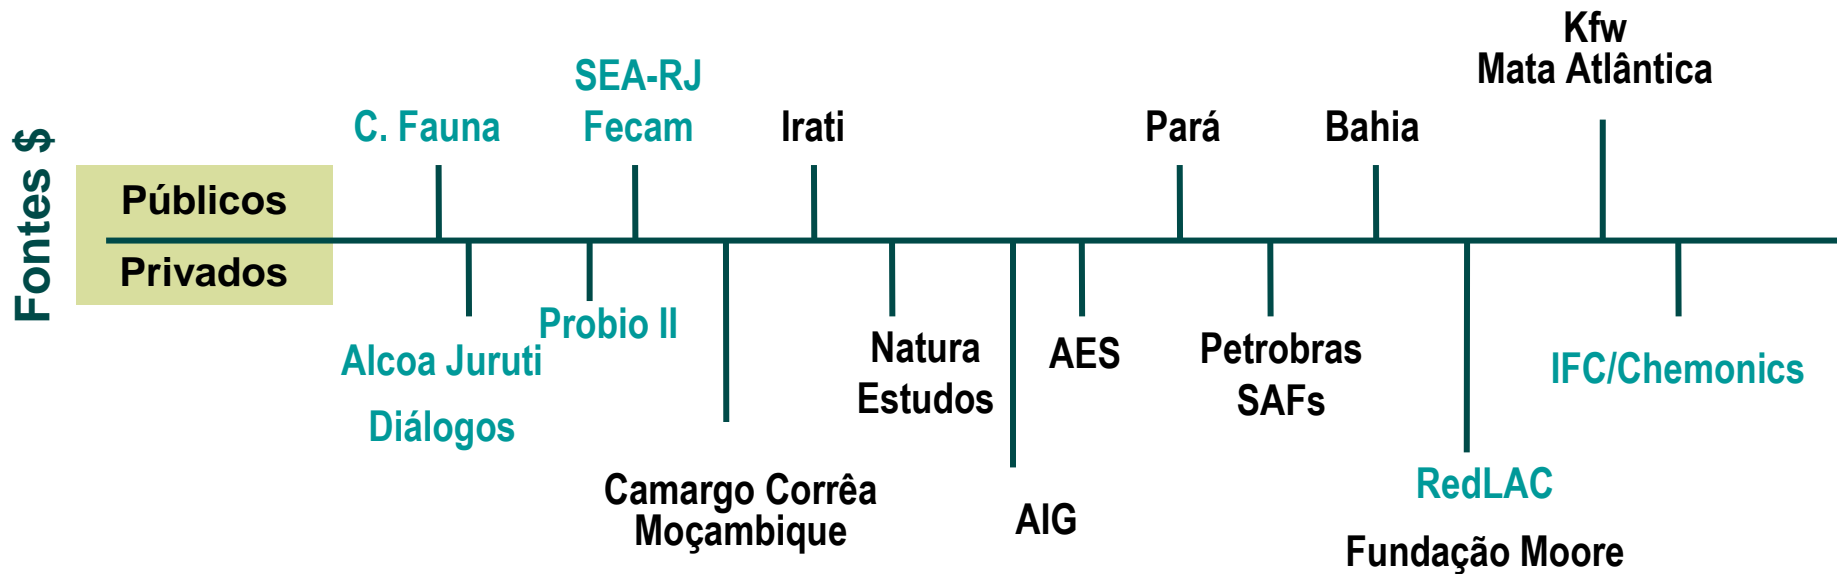 Fontes $
Públicos
Privados
C. Fauna
SEA-RJ
Fecam
Irati
Pará
Bahia
Kfw
Mata Atlântica
Alcoa Juruti
Diálogos
Probio II
Camargo Corrêa
Moçambique
Natura
Estudos
AIG
AES
Petrobras
SAFs
RedLAC
Fundação Moore
IFC/Chemonics